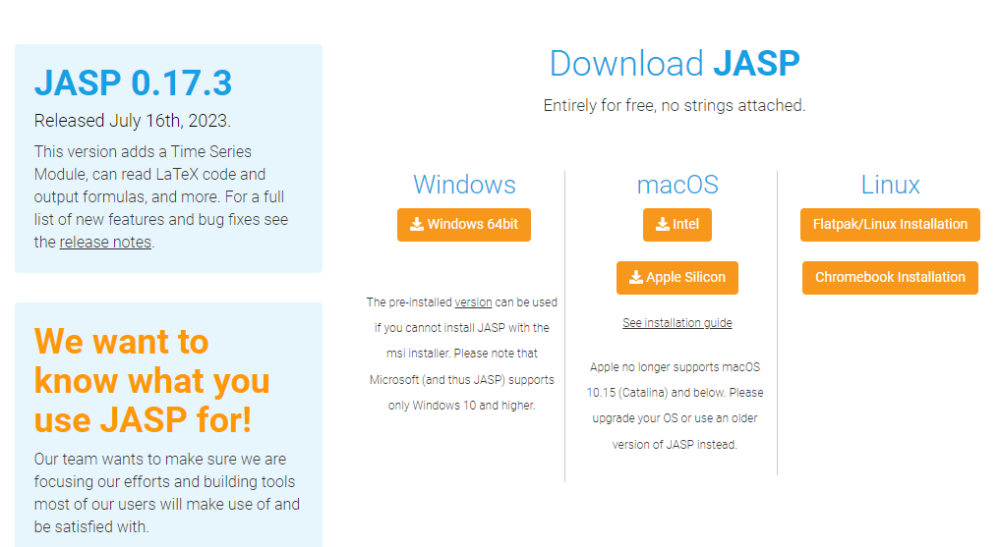 JASP 0.17.3
Released July 16th, 2023.
This version adds a Time Series
Module, can read LaTeX code and
output formulas, and more. For a full
list of new features and bug fixes see
the release notes.
We want to
know what you
use JASP for!
Our team wants to make sure we are
focusing our efforts and building tools
most of our users will make use of and
be satisfied with.
Download JASP
Entirely for free, no strings attached.
Windows
Windows 64bit
The pre-installed version can be used
if you cannot install JASP with the
msi installer. Please note that
Microsoft (and thus JASP) supports
only Windows 10 and higher.
macOS
Intel
Apple Silicon
See installation guide
Apple no longer supports macOS
10.15 (Catalina) and below. Please
upgrade your OS or use an older
version of JASP instead.
Linux
Flatpak/Linux Installation
Chromebook Installation